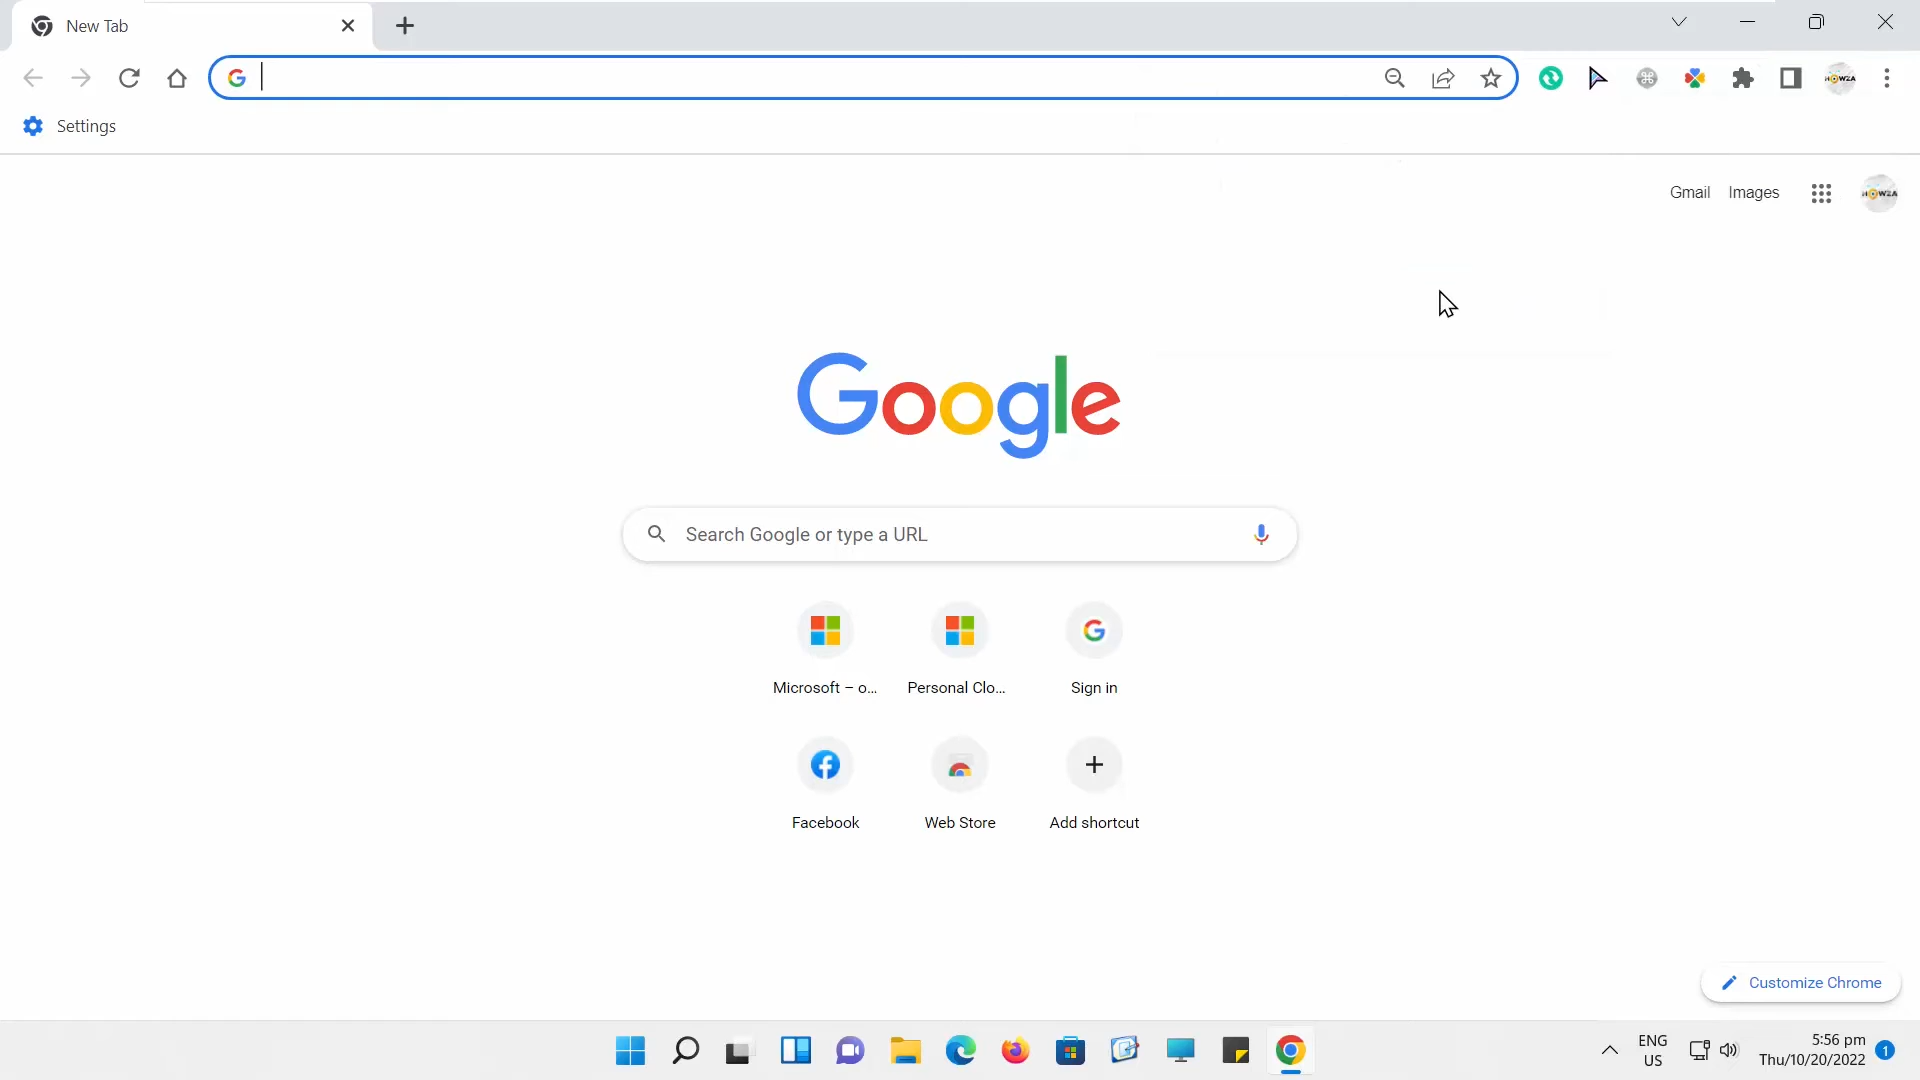 New Tab
Settings
Gmail Images
HOWZA
Google
Search Google or type a URL
Microsoft – o...
Personal Clo...
Sign in
Facebook
Web Store
Add shortcut
Customize Chrome
ENG
US
5:56 pm
Thu/10/20/2022
1